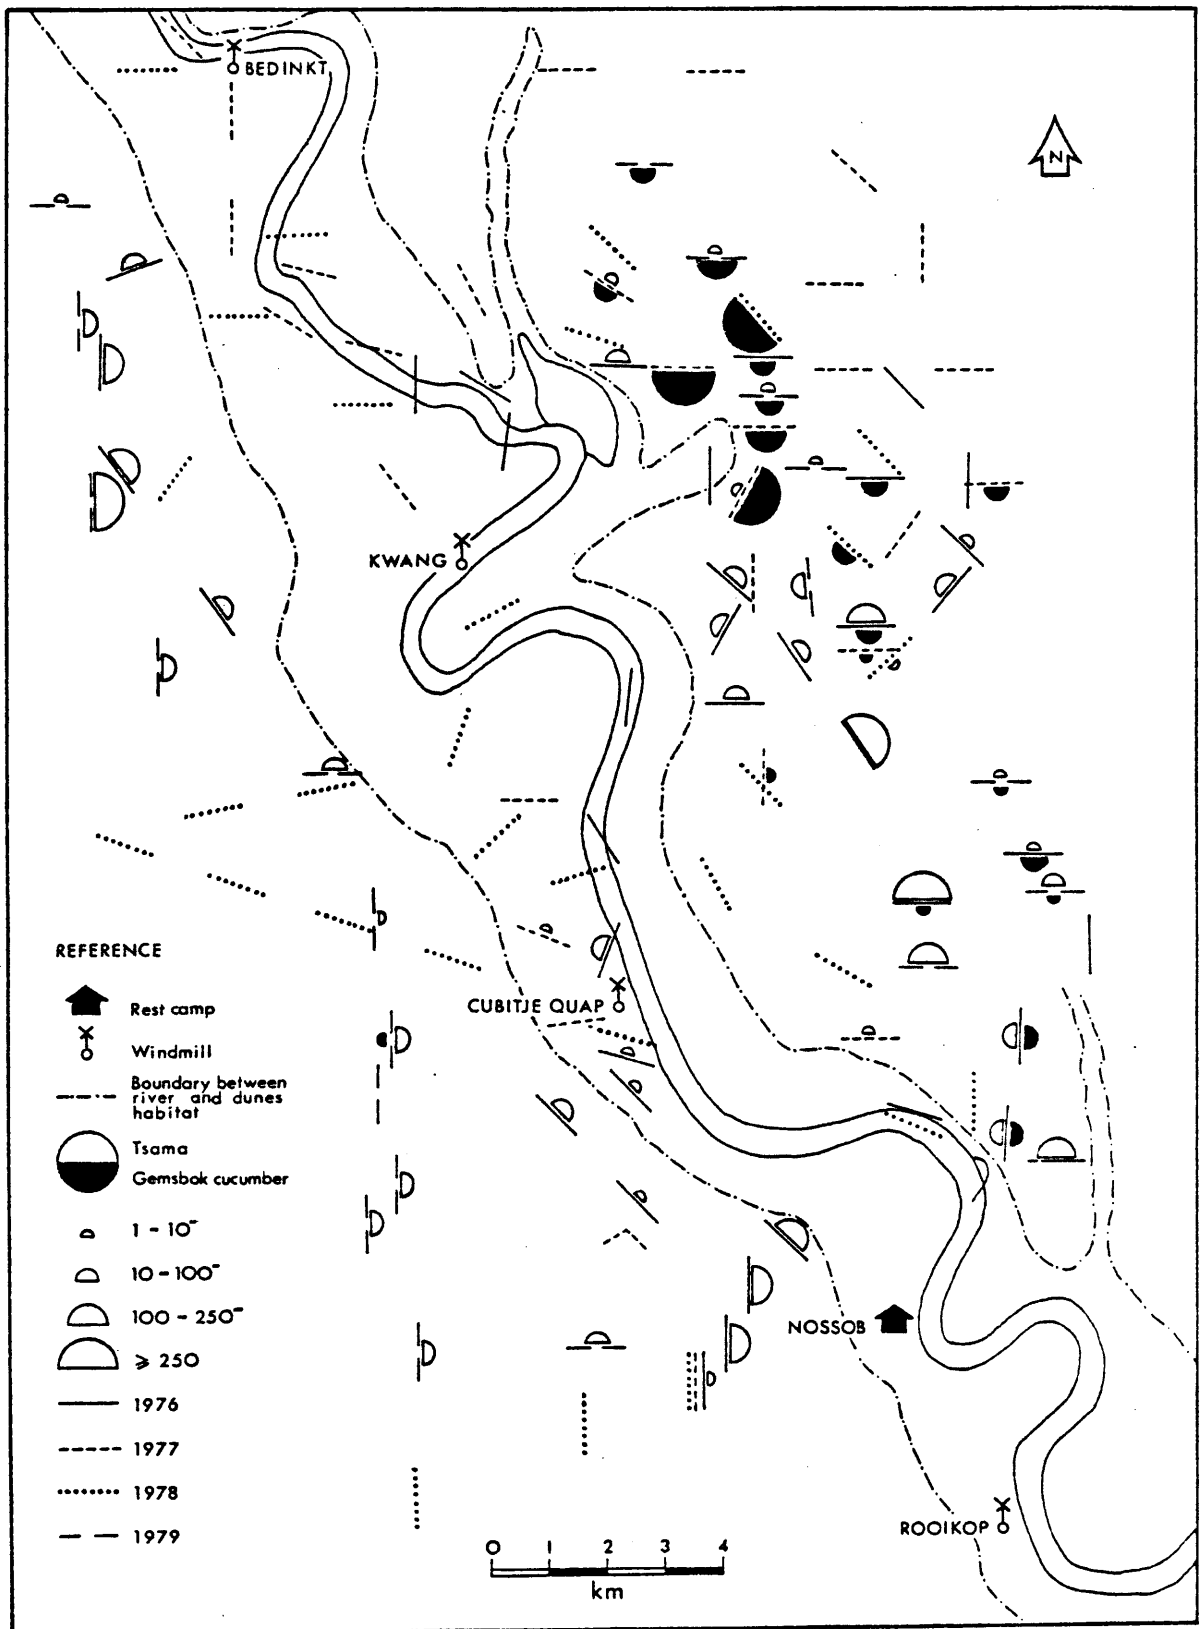 BEDINKT
N
KWANG
CUBITJE QUAP
NOSSOB
ROOIKOP
REFERENCE
Rest camp
Windmill
Boundary between
river and dunes
habitat
Tsama
Gemsbok cucumber
1 - 10⁻
10 - 100⁻
100 - 250⁻
⩾ 250
1976
1977
1978
1979
0 1 2 3 4
km